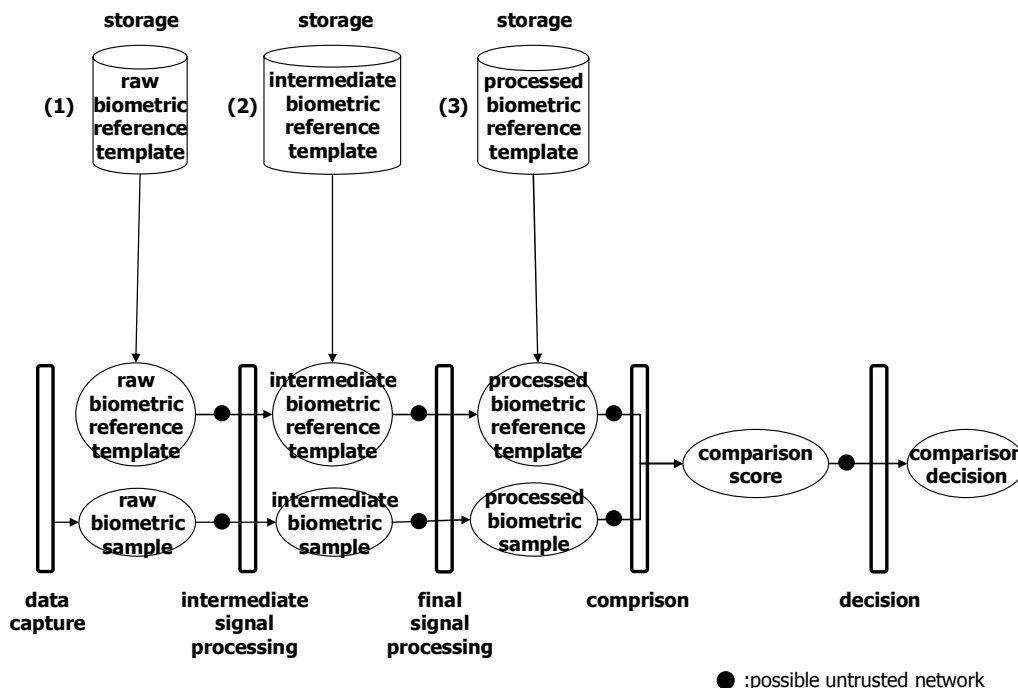 storage
storage
storage
(1)
raw
biometric
reference
template
(2)
intermediate
biometric
reference
template
(3)
processed
biometric
reference
template
raw
biometric
reference
template
intermediate
biometric
reference
template
processed
biometric
reference
template
comparison
score
comparison
decision
raw
biometric
sample
intermediate
biometric
sample
processed
biometric
sample
data
capture
intermediate
signal
processing
final
signal
processing
comprison
decision
:possible untrusted network